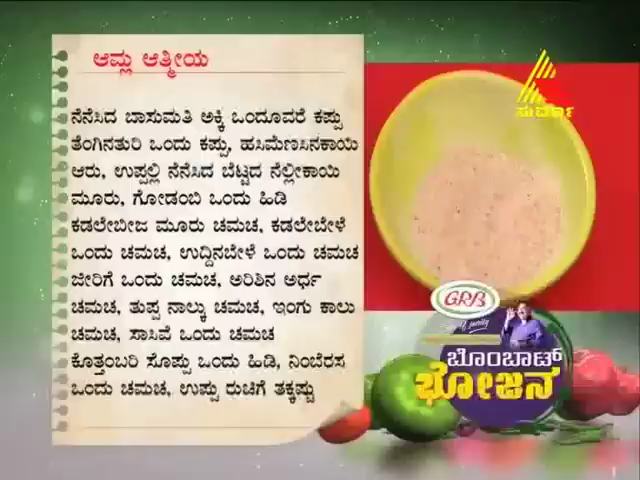 ಆಮ್ಲ ಆತ್ಮೀಯ
ನೆನೆಸಿದ ಬಾಸುಮತಿ ಅಕ್ಕಿ ಒಂದೂವರೆ ಕಪ್ಪು
ತೆಂಗಿನತುರಿ ಒಂದು ಕಪ್ಪು, ಹಸಿಮೆಣಸಿನಕಾಯಿ
ಆರು, ಉಪ್ಪಲ್ಲಿ ನೆನೆಸಿದ ಬೆಟ್ಟದ ನೆಲ್ಲೀಕಾಯಿ
ಮೂರು, ಗೋಡಂಬಿ ಒಂದು ಹಿಡಿ
ಕಡಲೇಬೀಜ ಮೂರು ಚಮಚ, ಕಡಲೇಬೇಳೆ
ಒಂದು ಚಮಚ, ಉದ್ದಿನಬೇಳೆ ಒಂದು ಚಮಚ
ಜೀರಿಗೆ ಒಂದು ಚಮಚ, ಅರಿಶಿನ ಅರ್ಧ
ಚಮಚ, ತುಪ್ಪ ನಾಲ್ಕು ಚಮಚ, ಇಂಗು ಕಾಲು
ಚಮಚ, ಸಾಸಿವೆ ಒಂದು ಚಮಚ
ಕೊತ್ತಂಬರಿ ಸೊಪ್ಪು ಒಂದು ಹಿಡಿ, ನಿಂಬೆರಸ
ಒಂದು ಚಮಚ, ಉಪ್ಪು ರುಚಿಗೆ ತಕ್ಕಷ್ಟು
ಸುವರ್ಣ
GRB
ಬೊಂಬಾಟ್
ಭೋಜನ